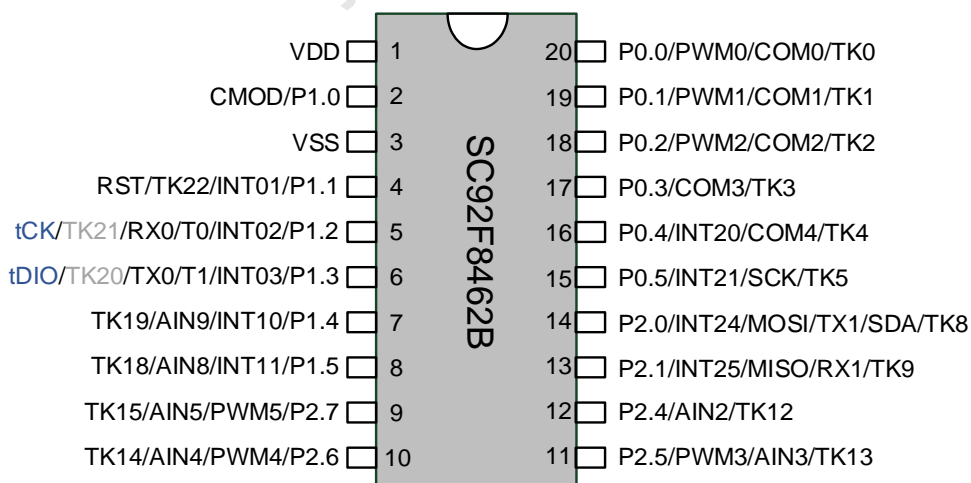 VDD 1 20 P0.0/PWM0/COM0/TK0
CMOD/P1.0 2 19 P0.1/PWM1/COM1/TK1
VSS 3 18 P0.2/PWM2/COM2/TK2
RST/TK22/INT01/P1.1 4 17 P0.3/COM3/TK3
tCK/TK21/RX0/T0/INT02/P1.2 5 16 P0.4/INT20/COM4/TK4
tDIO/TK20/TX0/T1/INT03/P1.3 6 15 P0.5/INT21/SCK/TK5
TK19/AIN9/INT10/P1.4 7 14 P2.0/INT24/MOSI/TX1/SDA/TK8
TK18/AIN8/INT11/P1.5 8 13 P2.1/INT25/MISO/RX1/TK9
TK15/AIN5/PWM5/P2.7 9 12 P2.4/AIN2/TK12
TK14/AIN4/PWM4/P2.6 10 11 P2.5/PWM3/AIN3/TK13
SC92F8462B